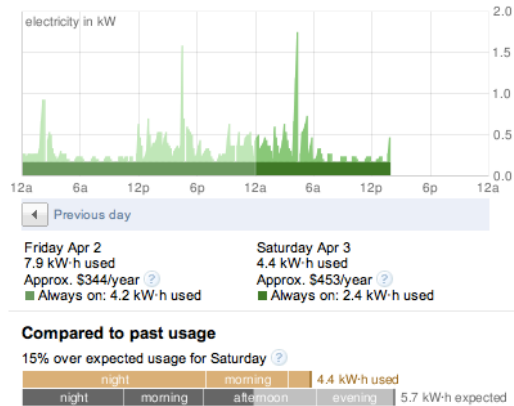 electricity in kW
2.0
1.5
1.0
0.5
0.0
12a 6a 12p 6p 12a 6a 12p 6p 12a
Previous day
Friday Apr 2
7.9 kW·h used
Approx. $344/year ?
Always on: 4.2 kW·h used
Saturday Apr 3
4.4 kW·h used
Approx. $453/year ?
Always on: 2.4 kW·h used
Compared to past usage
15% over expected usage for Saturday ?
night morning 4.4 kW·h used
night morning afternoon evening 5.7 kW·h expected